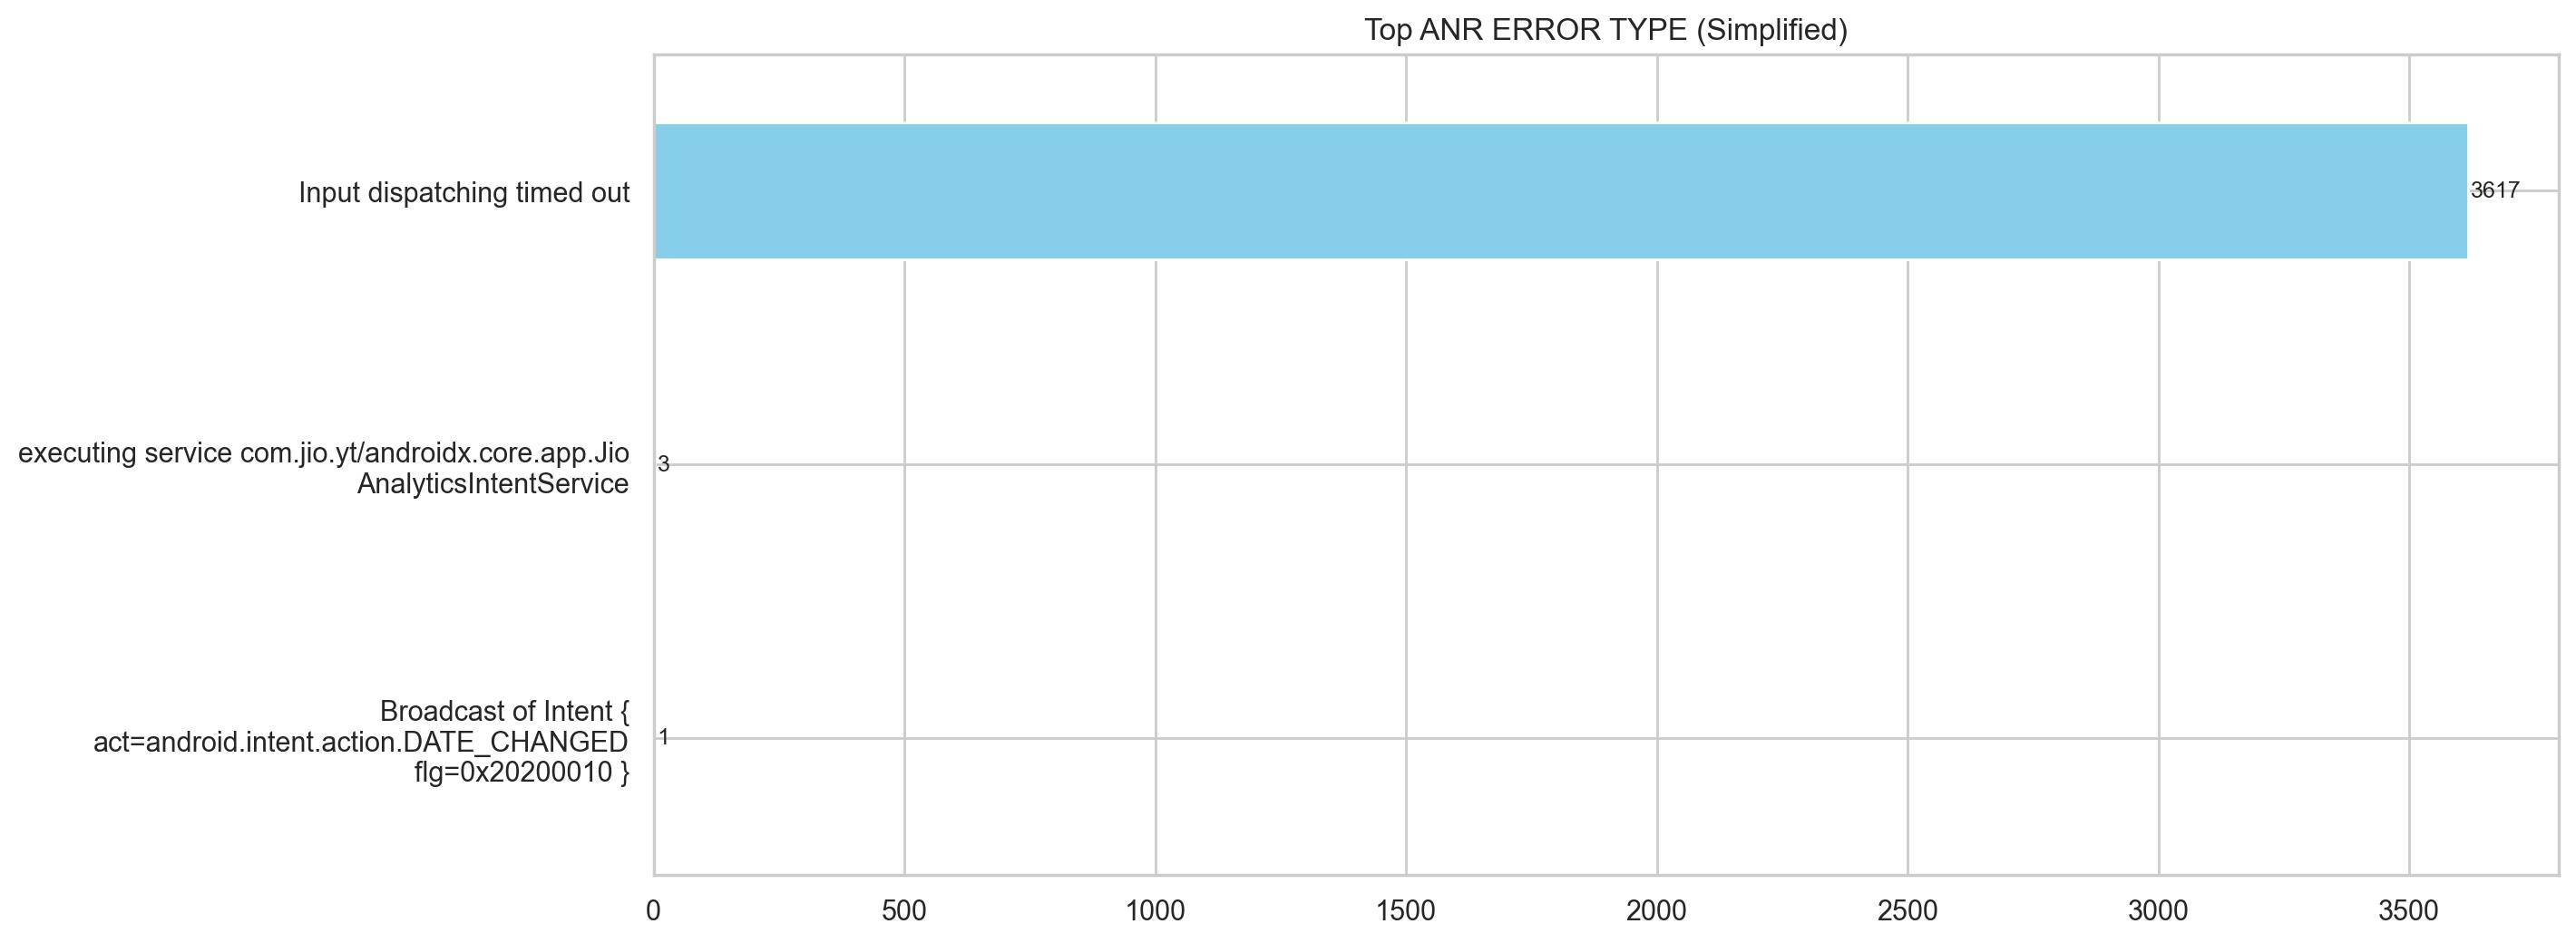 Top ANR ERROR TYPE (Simplified)
Input dispatching timed out
3617
executing service com.jio.yt/androidx.core.app.Jio
AnalyticsIntentService
3
Broadcast of Intent {
act=android.intent.action.DATE_CHANGED
flg=0x20200010 }
1
0 500 1000 1500 2000 2500 3000 3500